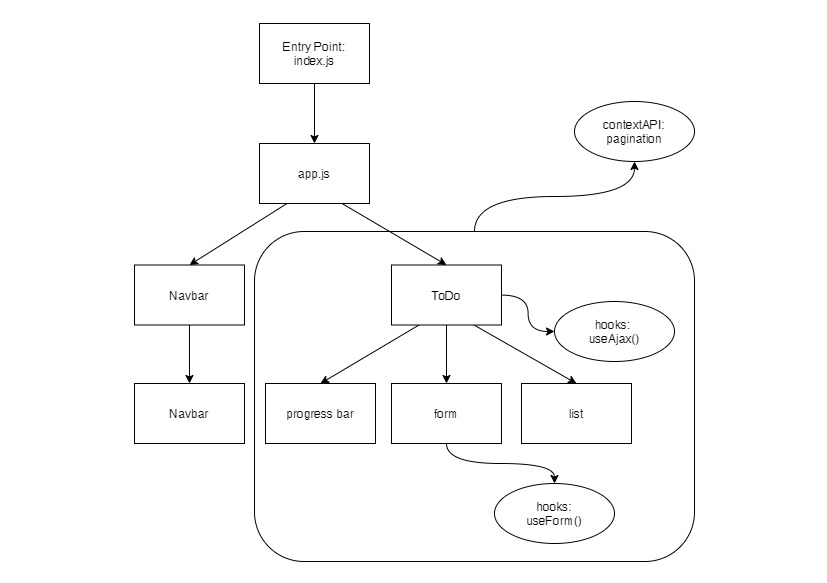 Entry Point:
index.js
contextAPI:
pagination
app.js
Navbar
ToDo
hooks:
useAjax()
Navbar
progress bar
form
list
hooks:
useForm()